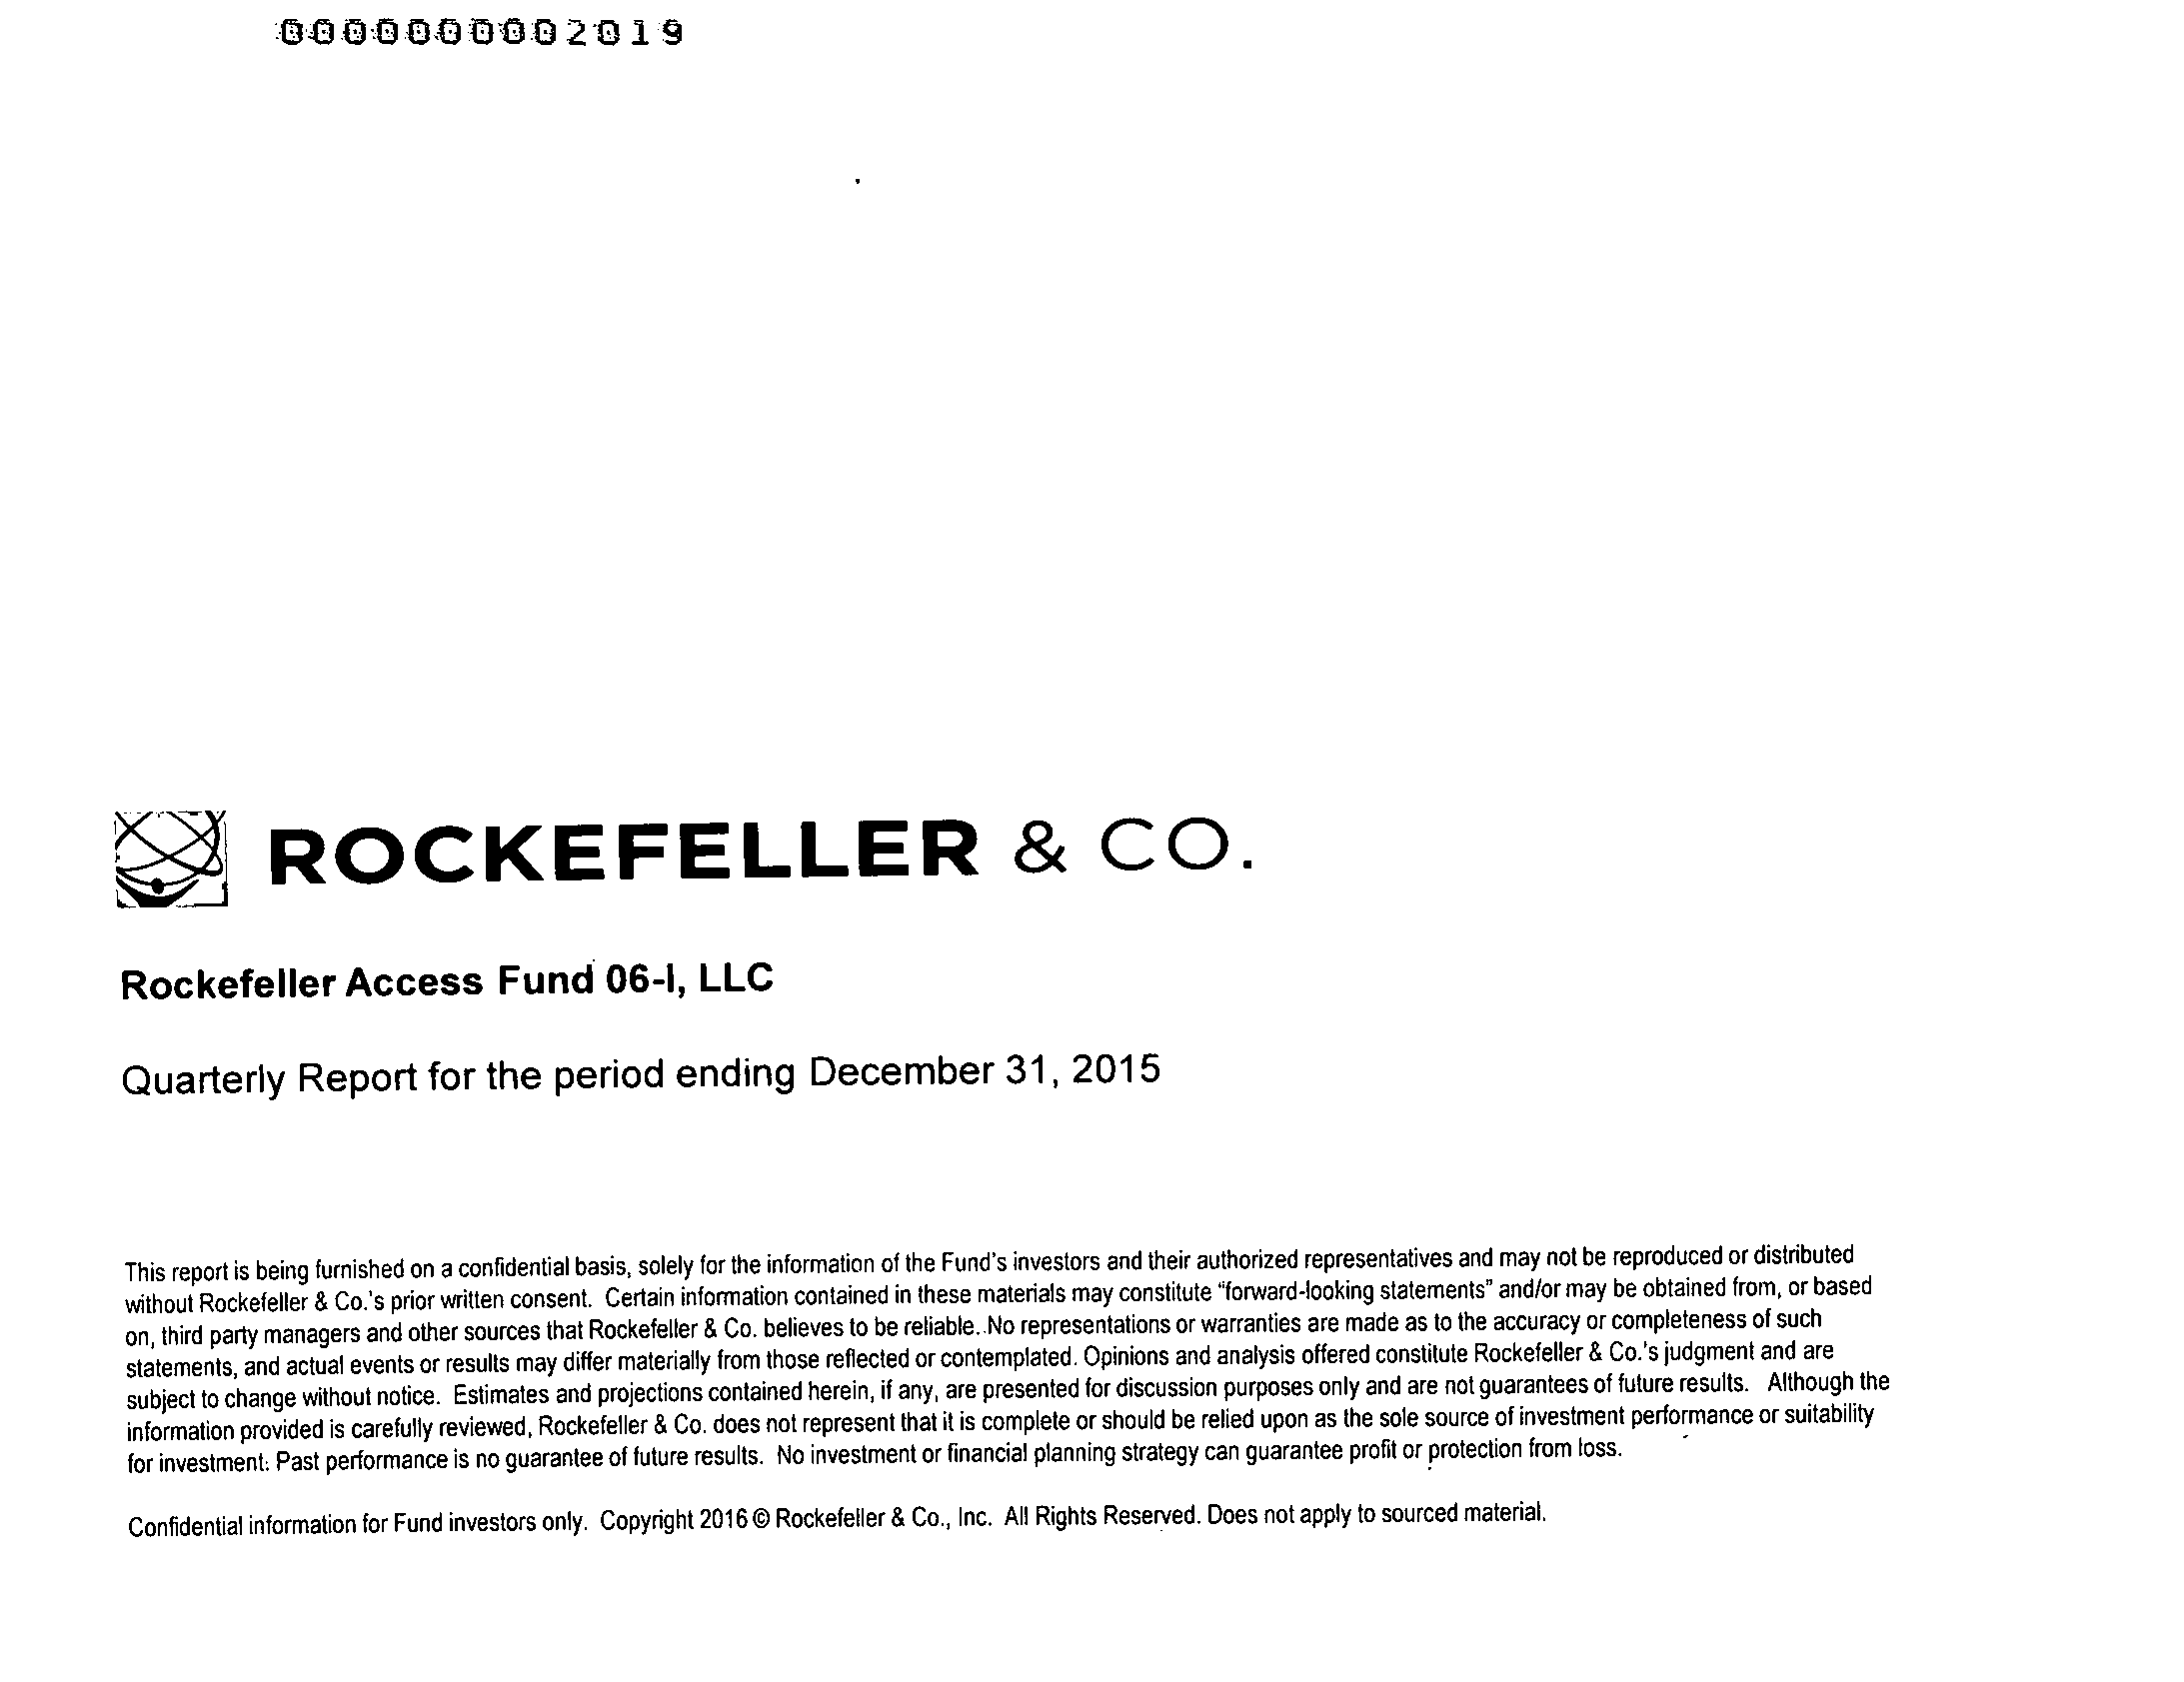 0000000002019
ROCKEFELLER & CO.
Rockefeller Access Fund 06-I, LLC
Quarterly Report for the period ending December 31, 2015
This report is being furnished on a confidential basis, solely for the information of the Fund's investors and their authorized representatives and may not be reproduced or distributed
without Rockefeller & Co.'s prior written consent. Certain information contained in these materials may constitute "forward-looking statements" and/or may be obtained from, or based
on, third party managers and other sources that Rockefeller & Co. believes to be reliable. No representations or warranties are made as to the accuracy or completeness of such
statements, and actual events or results may differ materially from those reflected or contemplated. Opinions and analysis offered constitute Rockefeller & Co.'s judgment and are
subject to change without notice. Estimates and projections contained herein, if any, are presented for discussion purposes only and are not guarantees of future results. Although the
information provided is carefully reviewed, Rockefeller & Co. does not represent that it is complete or should be relied upon as the sole source of investment performance or suitability
for investment. Past performance is no guarantee of future results. No investment or financial planning strategy can guarantee profit or protection from loss.
Confidential information for Fund investors only. Copyright 2016 © Rockefeller & Co., Inc. All Rights Reserved. Does not apply to sourced material.